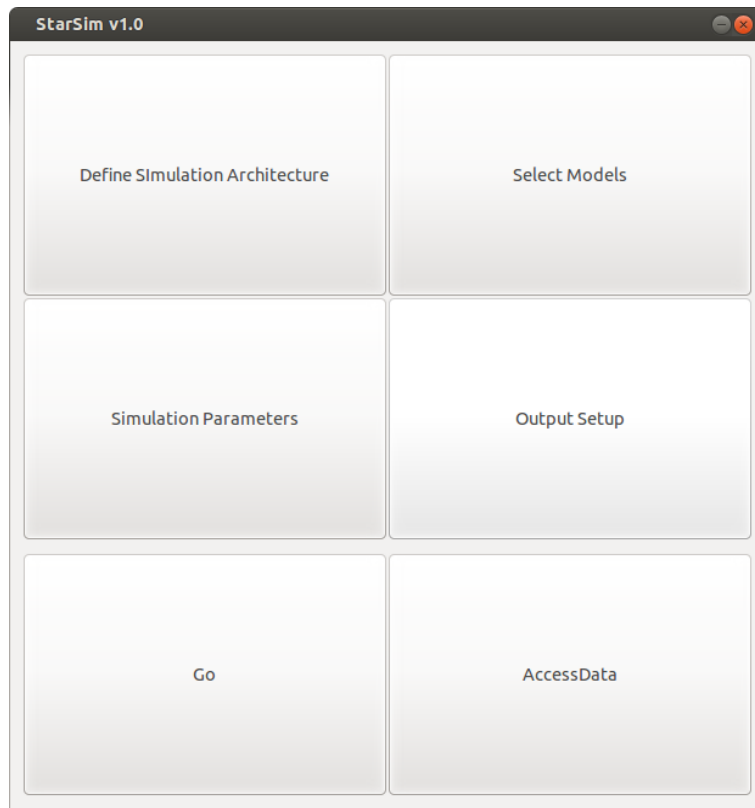 StarSim v1.0
Define SImulation Architecture
Select Models
Simulation Parameters
Output Setup
Go
AccessData